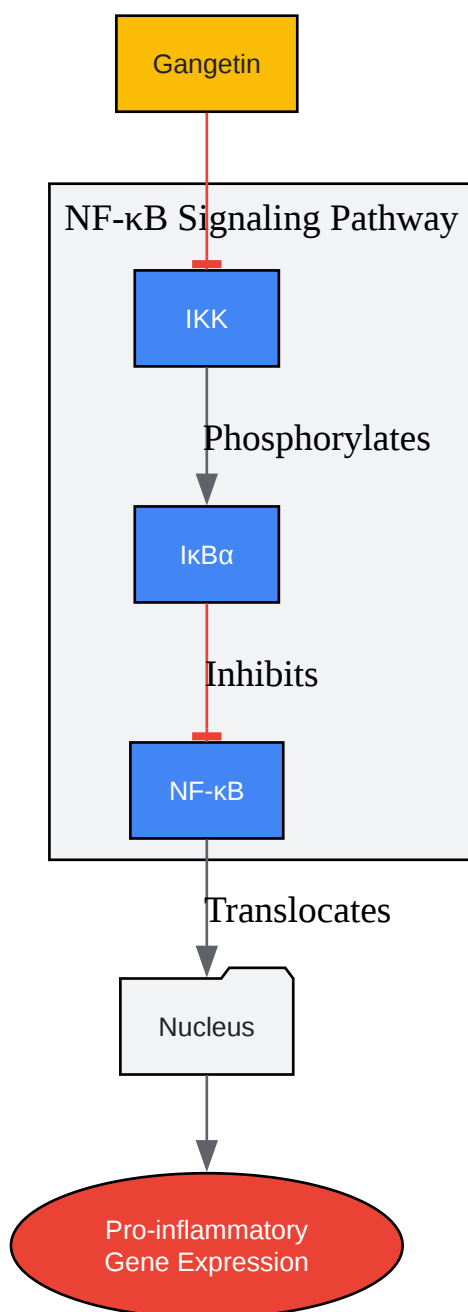 Gangetin
NF-κB Signaling Pathway
IKK
Phosphorylates
IκBα
Inhibits
NF-κB
Translocates
Nucleus
Pro-inflammatory
Gene Expression